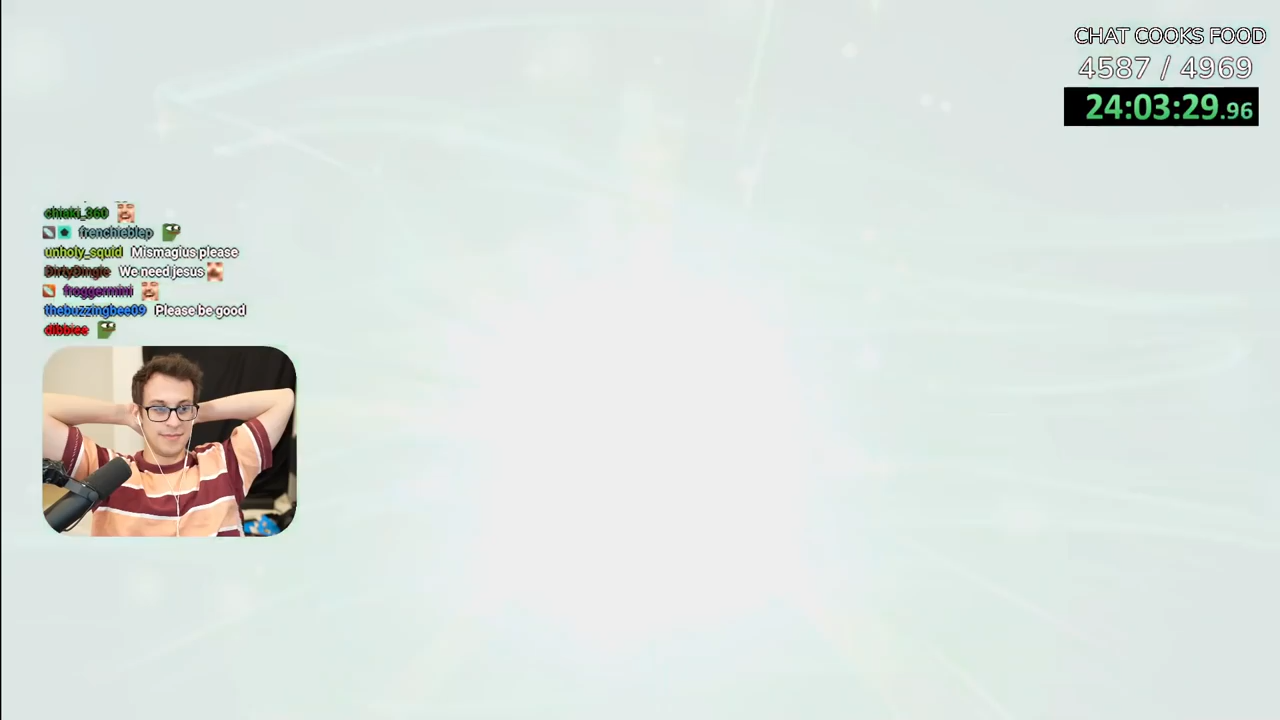 CHAT COOKS FOOD
4587 / 4969
24:03:29.96
chiaki_360
frenchieblep
unholy_squid Mismagius please
DirtyDingle We need jesus
froggermini
thebuzzingbee09 Please be good
dibbiee